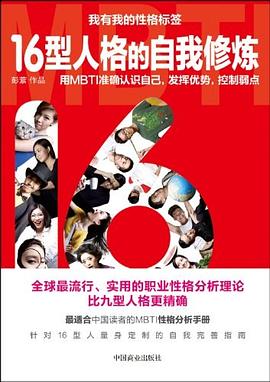 MBTI
我有我的性格标签
16型人格的自我修炼
彭萦 作品
用MBTI准确认识自己，发挥优势，控制弱点
16
全球最流行、实用的职业性格分析理论
比九型人格更精确
最适合中国读者的MBTI性格分析手册
针对16型人量身定制的自我完善指南
中国商业出版社